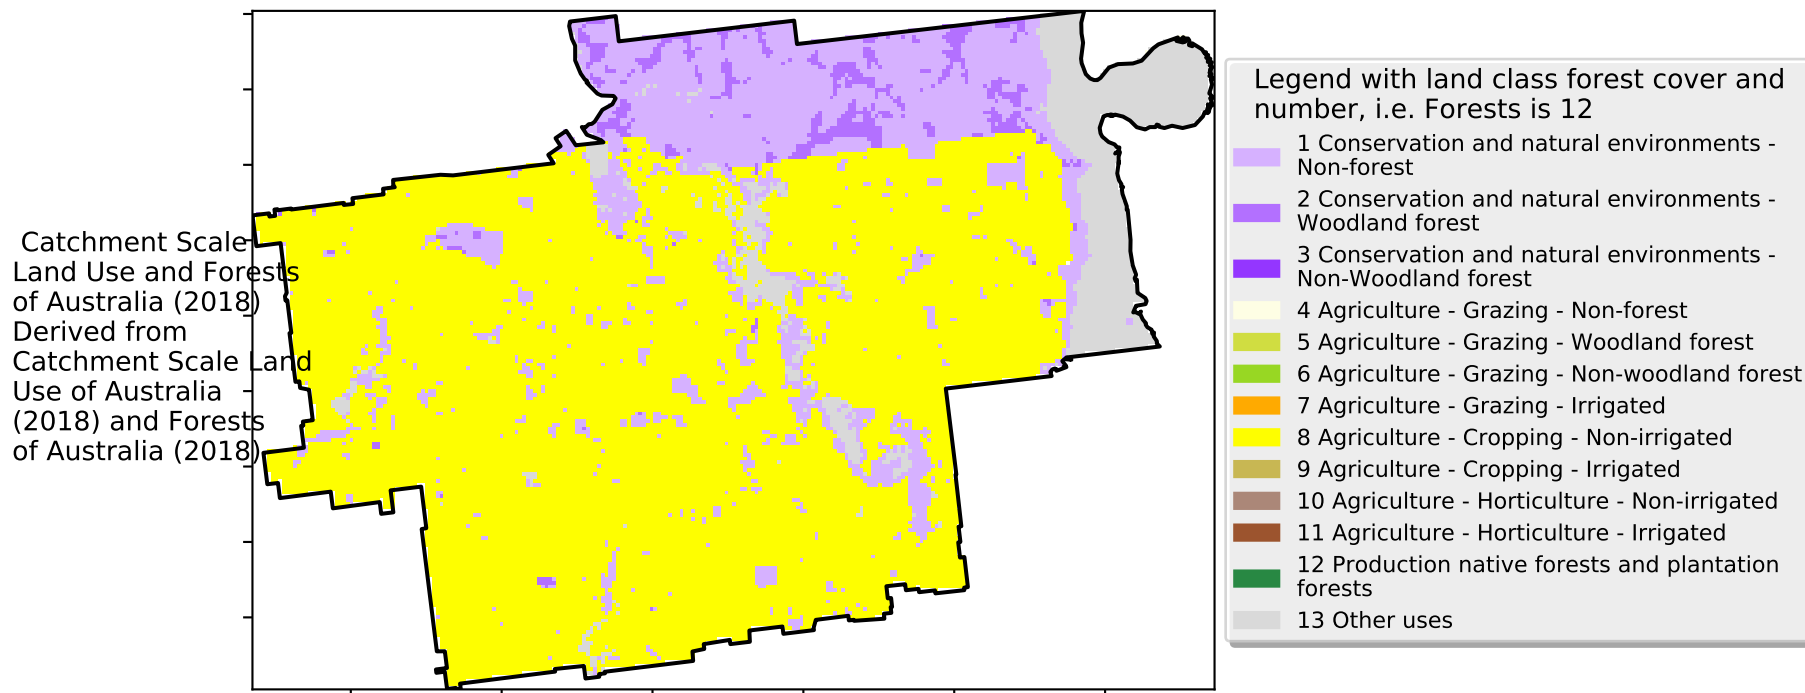 Catchment Scale
Land Use and Forests
of Australia (2018)
Derived from
Catchment Scale Land
Use of Australia
(2018) and Forests
of Australia (2018)
Legend with land class forest cover and
number, i.e. Forests is 12
1 Conservation and natural environments -
Non-forest
2 Conservation and natural environments -
Woodland forest
3 Conservation and natural environments -
Non-Woodland forest
4 Agriculture - Grazing - Non-forest
5 Agriculture - Grazing - Woodland forest
6 Agriculture - Grazing - Non-woodland forest
7 Agriculture - Grazing - Irrigated
8 Agriculture - Cropping - Non-irrigated
9 Agriculture - Cropping - Irrigated
10 Agriculture - Horticulture - Non-irrigated
11 Agriculture - Horticulture - Irrigated
12 Production native forests and plantation
forests
13 Other uses